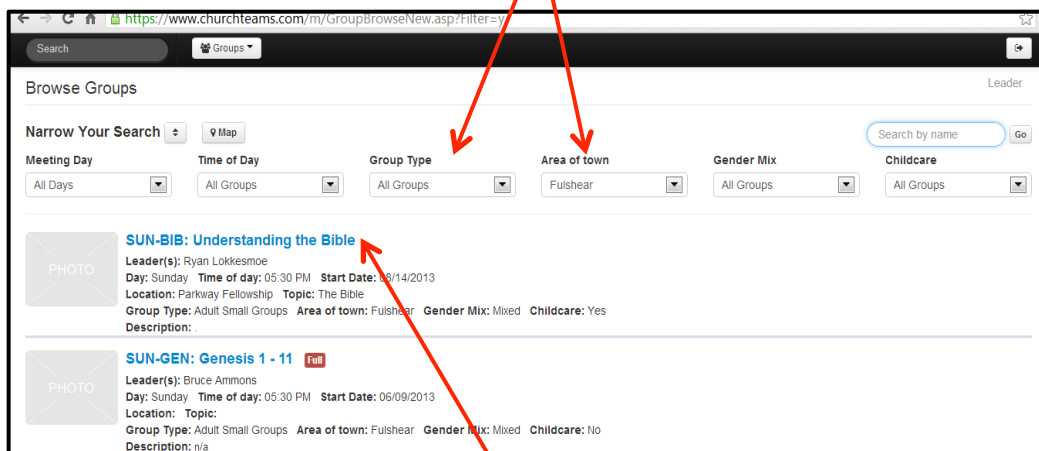 https://www.churchteams.com/m/GroupBrowseNew.asp?Filter=y
Search Groups
Browse Groups Leader
Narrow Your Search Map Search by name Go
Meeting Day Time of Day Group Type Area of town Gender Mix Childcare
All Days All Groups All Groups Fulshear All Groups All Groups
SUN-BIB: Understanding the Bible
PHOTO
Leader(s): Ryan Lokkesmoe
Day: Sunday Time of day: 05:30 PM Start Date: 08/14/2013
Location: Parkway Fellowship Topic: The Bible
Group Type: Adult Small Groups Area of town: Fulshear Gender Mix: Mixed Childcare: Yes
Description: .
SUN-GEN: Genesis 1 - 11 Full
PHOTO
Leader(s): Bruce Ammons
Day: Sunday Time of day: 05:30 PM Start Date: 06/09/2013
Location: Topic:
Group Type: Adult Small Groups Area of town: Fulshear Gender Mix: Mixed Childcare: No
Description: n/a